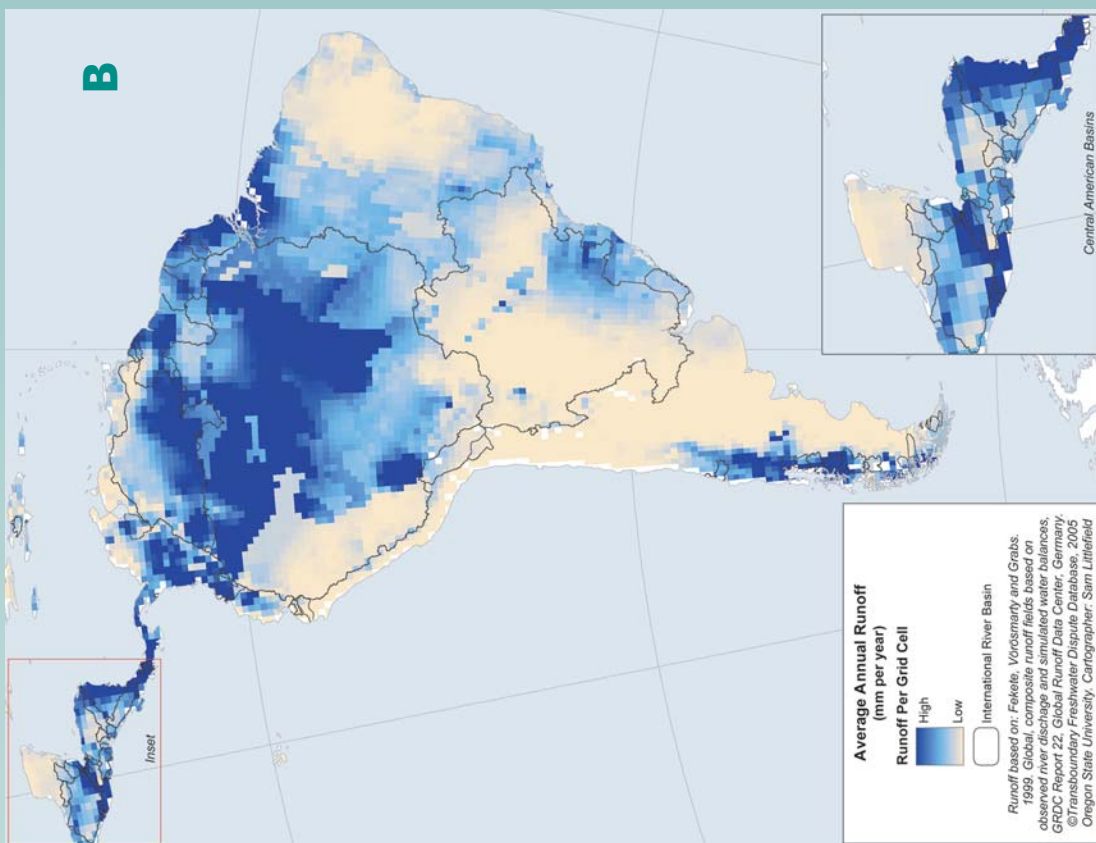 B
Inset
Average Annual Runoff
(mm per year)
Runoff Per Grid Cell
High
Low
International River Basin
Runoff based on: Fekete, Vörösmarty and Grabs.
1999. Global, composite runoff fields based on
observed river dischage and simulated water balances,
GRDC Report 22, Global Runoff Data Center, Germany.
©Transboundary Freshwater Dispute Database, 2005
Oregon State University. Cartographer: Sam Littlefield
Central American Basins